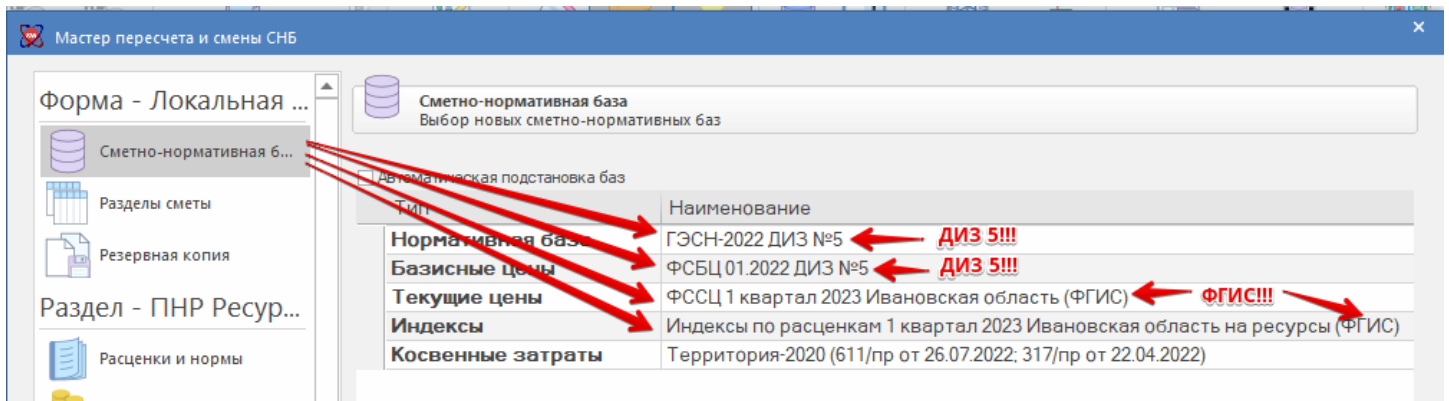 Мастер пересчета и смены СНБ
Форма - Локальная ...
Сметно-нормативная б...
Разделы сметы
Резервная копия
Раздел - ПНР Ресур...
Расценки и нормы
Сметно-нормативная база
Выбор новых сметно-нормативных баз
Автоматическая подстановка баз
Тип Наименование
Нормативная база ГЭСН-2022 ДИЗ №5 ДИЗ 5!!!
Базисные цены ФСБЦ 01.2022 ДИЗ №5 ДИЗ 5!!!
Текущие цены ФССЦ 1 квартал 2023 Ивановская область (ФГИС) ФГИС!!!
Индексы Индексы по расценкам 1 квартал 2023 Ивановская область на ресурсы (ФГИС)
Косвенные затраты Территория-2020 (611/пр от 26.07.2022; 317/пр от 22.04.2022)